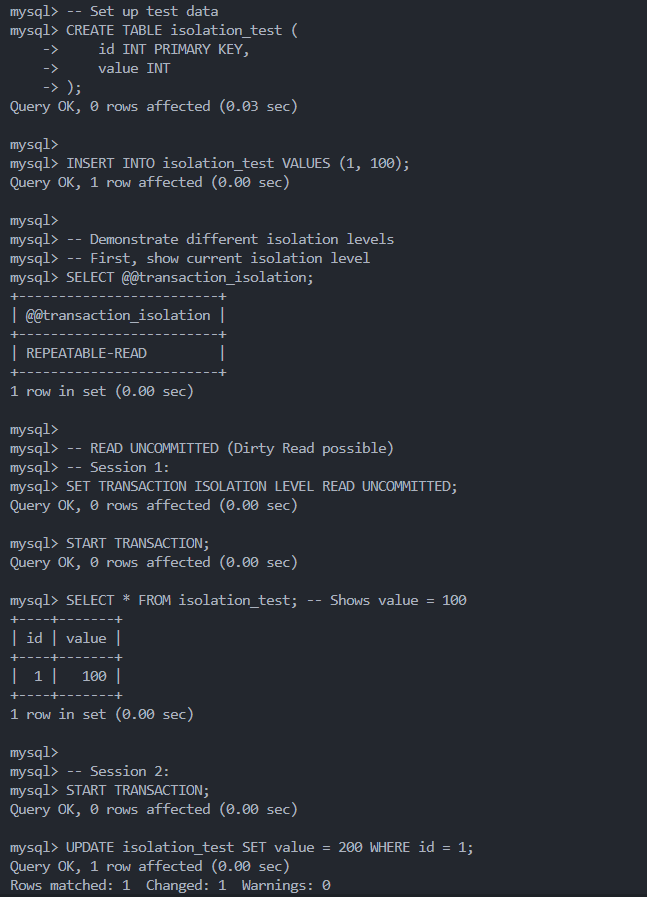 mysql> -- Set up test data
mysql> CREATE TABLE isolation_test (
    ->     id INT PRIMARY KEY,
    ->     value INT
    -> );
Query OK, 0 rows affected (0.03 sec)

mysql>
mysql> INSERT INTO isolation_test VALUES (1, 100);
Query OK, 1 row affected (0.00 sec)

mysql>
mysql> -- Demonstrate different isolation levels
mysql> -- First, show current isolation level
mysql> SELECT @@transaction_isolation;
+-------------------------+
| @@transaction_isolation |
+-------------------------+
| REPEATABLE-READ         |
+-------------------------+
1 row in set (0.00 sec)

mysql>
mysql> -- READ UNCOMMITTED (Dirty Read possible)
mysql> -- Session 1:
mysql> SET TRANSACTION ISOLATION LEVEL READ UNCOMMITTED;
Query OK, 0 rows affected (0.00 sec)

mysql> START TRANSACTION;
Query OK, 0 rows affected (0.00 sec)

mysql> SELECT * FROM isolation_test; -- Shows value = 100
+----+-------+
| id | value |
+----+-------+
|  1 |   100 |
+----+-------+
1 row in set (0.00 sec)

mysql>
mysql> -- Session 2:
mysql> START TRANSACTION;
Query OK, 0 rows affected (0.00 sec)

mysql> UPDATE isolation_test SET value = 200 WHERE id = 1;
Query OK, 1 row affected (0.00 sec)
Rows matched: 1  Changed: 1  Warnings: 0